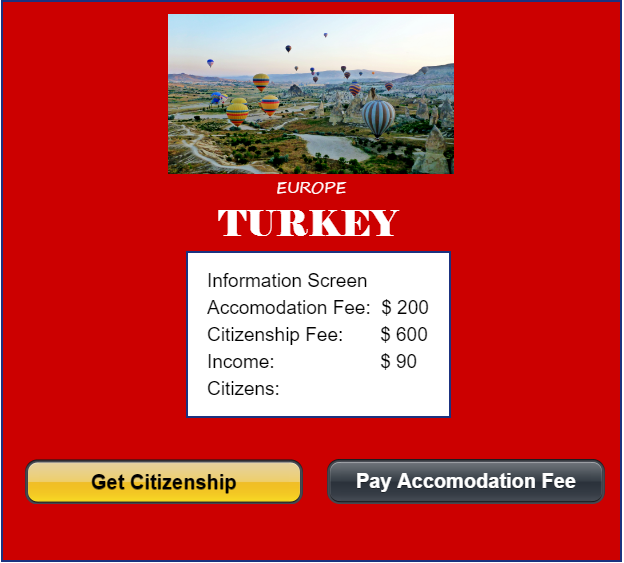 EUROPE
TURKEY
Information Screen
Accomodation Fee: $ 200
Citizenship Fee: $ 600
Income: $ 90
Citizens:
Get Citizenship
Pay Accomodation Fee